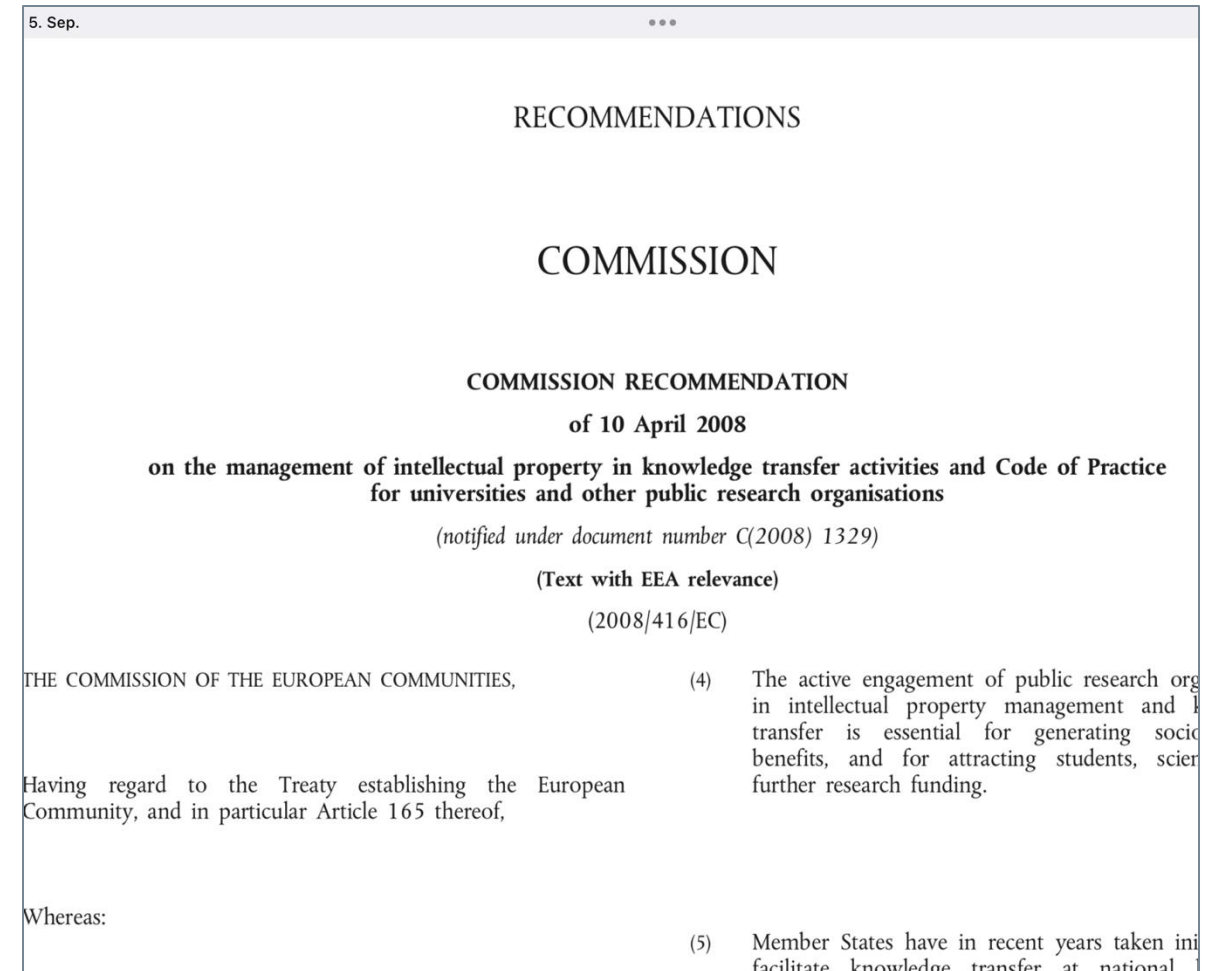 5. Sep.
RECOMMENDATIONS
COMMISSION
COMMISSION RECOMMENDATION
of 10 April 2008
on the management of intellectual property in knowledge transfer activities and Code of Practice
for universities and other public research organisations
(notified under document number C(2008) 1329)
(Text with EEA relevance)
(2008/416/EC)
THE COMMISSION OF THE EUROPEAN COMMUNITIES,
Having regard to the Treaty establishing the European
Community, and in particular Article 165 thereof,
Whereas:
(4) The active engagement of public research
in intellectual property management and
transfer is essential for generating
benefits, and for attracting students,
further research funding.
(5) Member States have in recent years taken
facilitate knowledge transfer at national